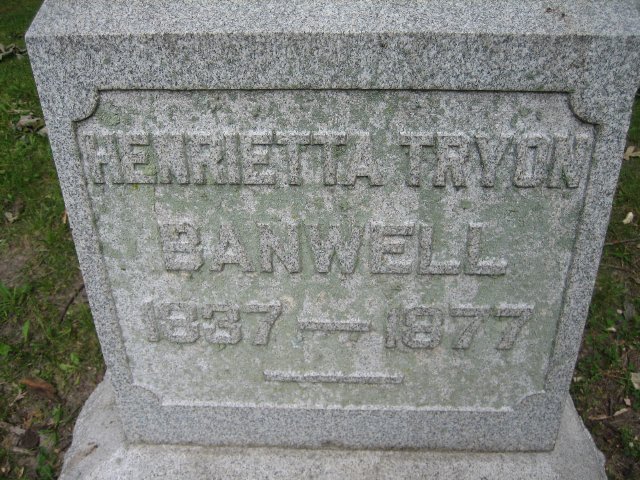 HENRIETTA TRYON
BANWELL
1837 — 1877